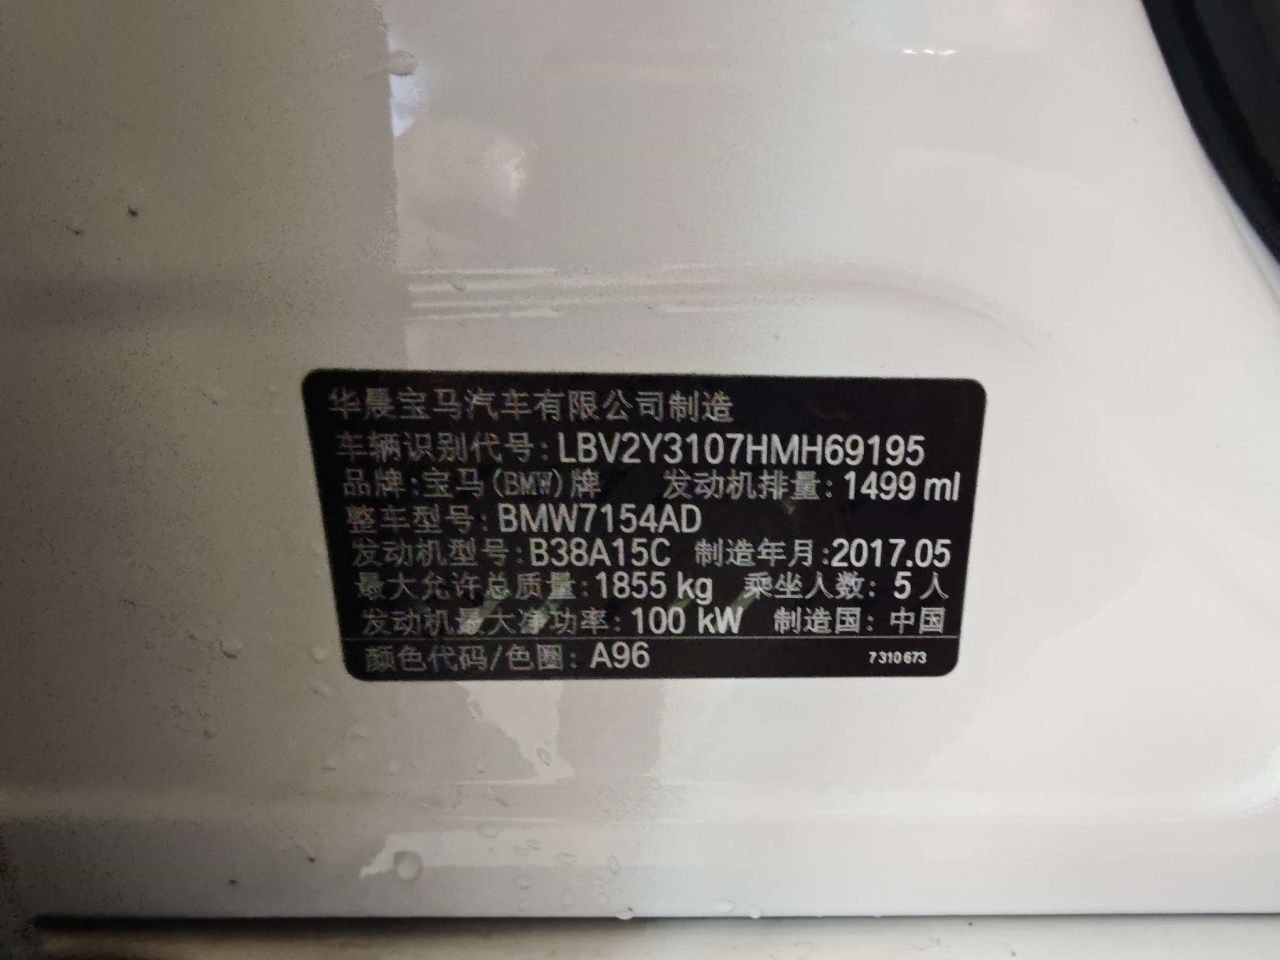 华晨宝马汽车有限公司制造
车辆识别代号: LBV2Y3107HMH69195
品牌:宝马(BMW)牌 发动机排量: 1499 ml
整车型号: BMW7154AD
发动机型号: B38A15C 制造年月:2017.05
最大允许总质量: 1855 kg 乘坐人数: 5 人
发动机最大净功率: 100 kW 制造国: 中国
颜色代码/色圈: A96 7 310 673